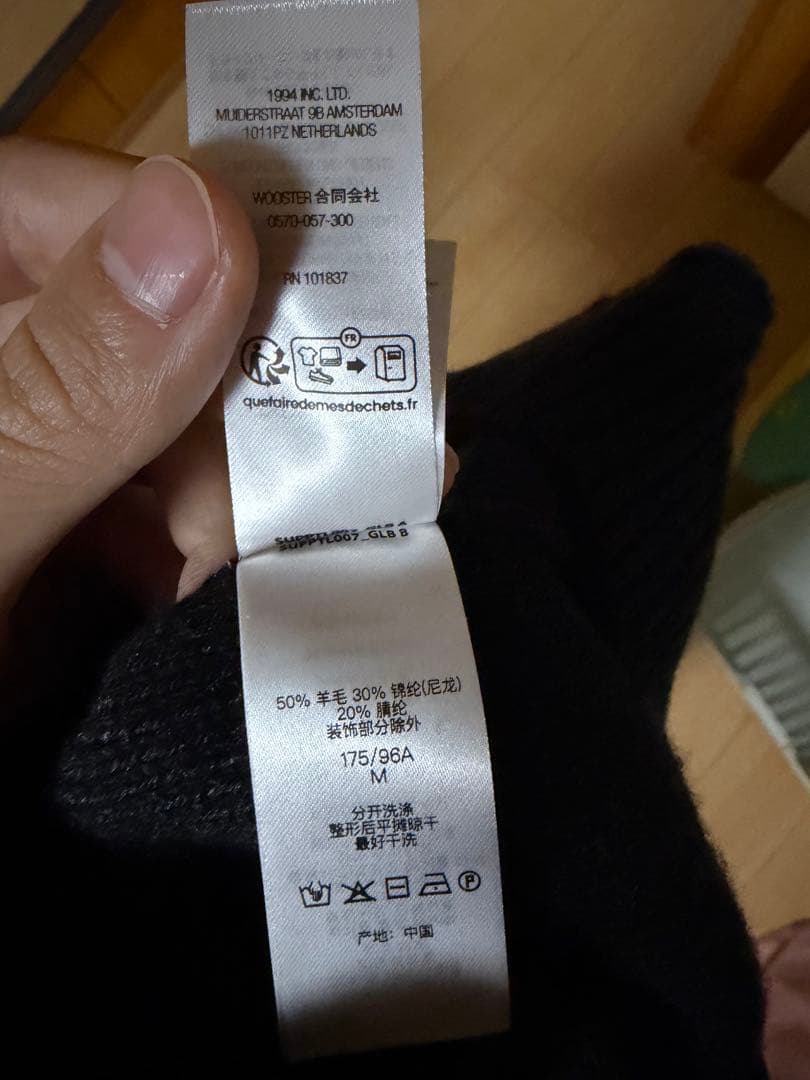 1994 INC. LTD.
MUIDERSTRAAT 9B AMSTERDAM
1011PZ NETHERLANDS
WOOSTER 合同会社
0570-057-300
RN 101837
FR
quefairedemesdechets.fr
SUPPTL007_GLB A
SUPPTL007_GLB B
50% 羊毛 30% 锦纶(尼龙)
20% 腈纶
装饰部分除外
175/96A
M
分开洗涤
整形后平摊晾干
最好干洗
P
产地：中国